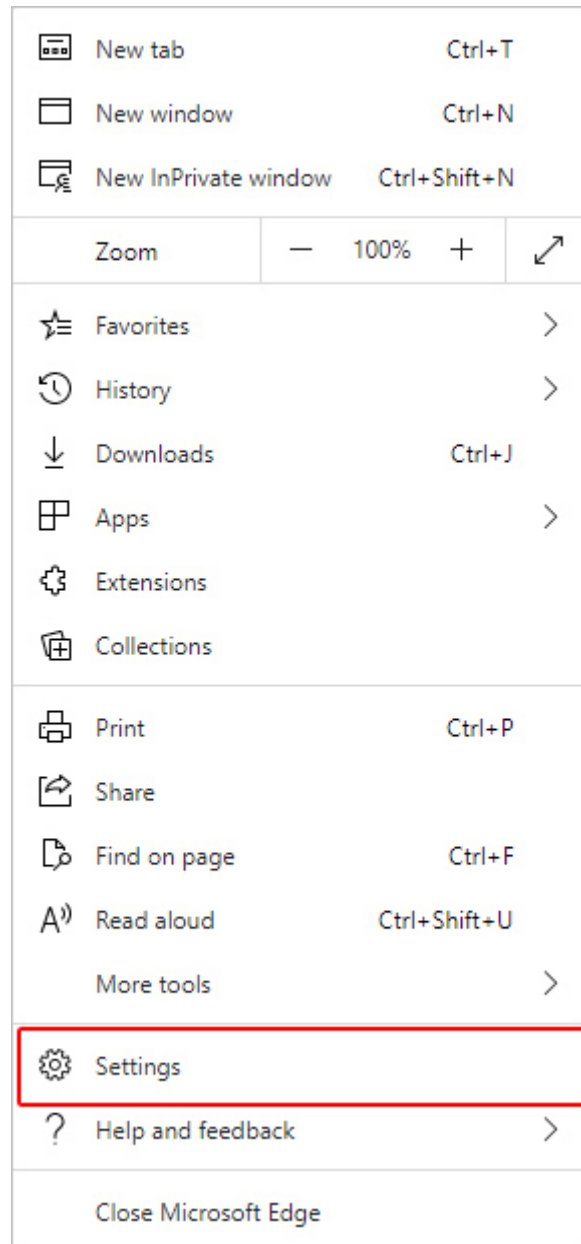 New tab Ctrl+T
New window Ctrl+N
New InPrivate window Ctrl+Shift+N
Zoom — 100% +
Favorites
History
Downloads Ctrl+J
Apps
Extensions
Collections
Print Ctrl+P
Share
Find on page Ctrl+F
Read aloud Ctrl+Shift+U
More tools
Settings
Help and feedback
Close Microsoft Edge